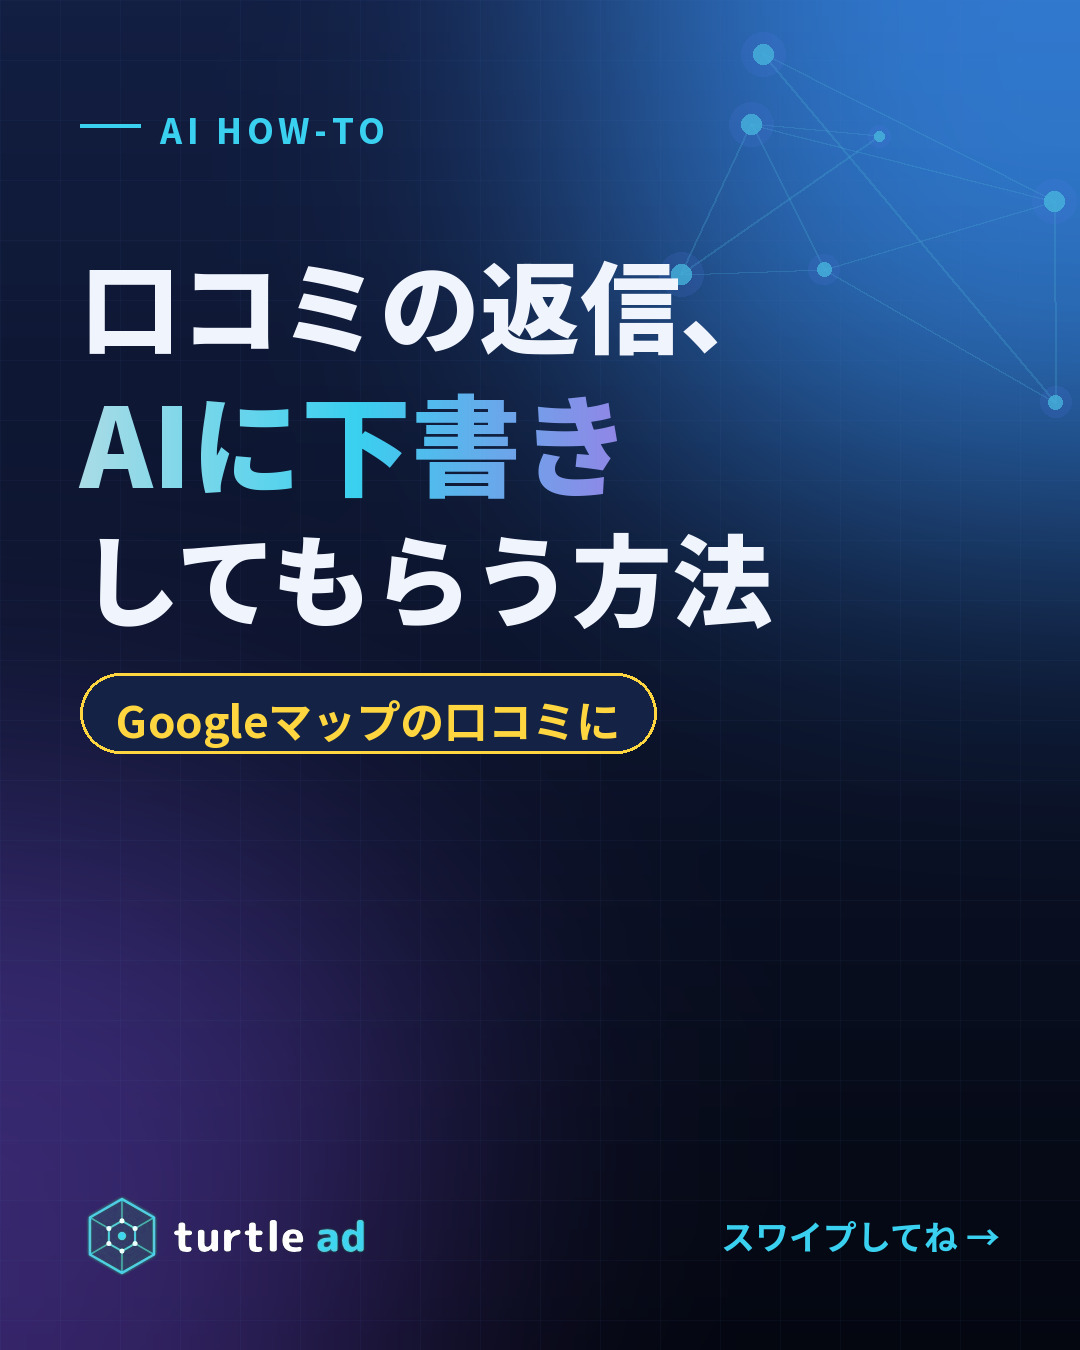 AI HOW-TO
口コミの返信、
AIに下書き
してもらう方法
Googleマップの口コミに
turtle ad
スワイプしてね →